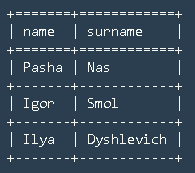 +=======+============+
| name  | surname    |
+=======+============+
| Pasha | Nas        |
+-------+------------+
| Igor  | Smol       |
+-------+------------+
| Ilya  | Dyshlevich |
+-------+------------+